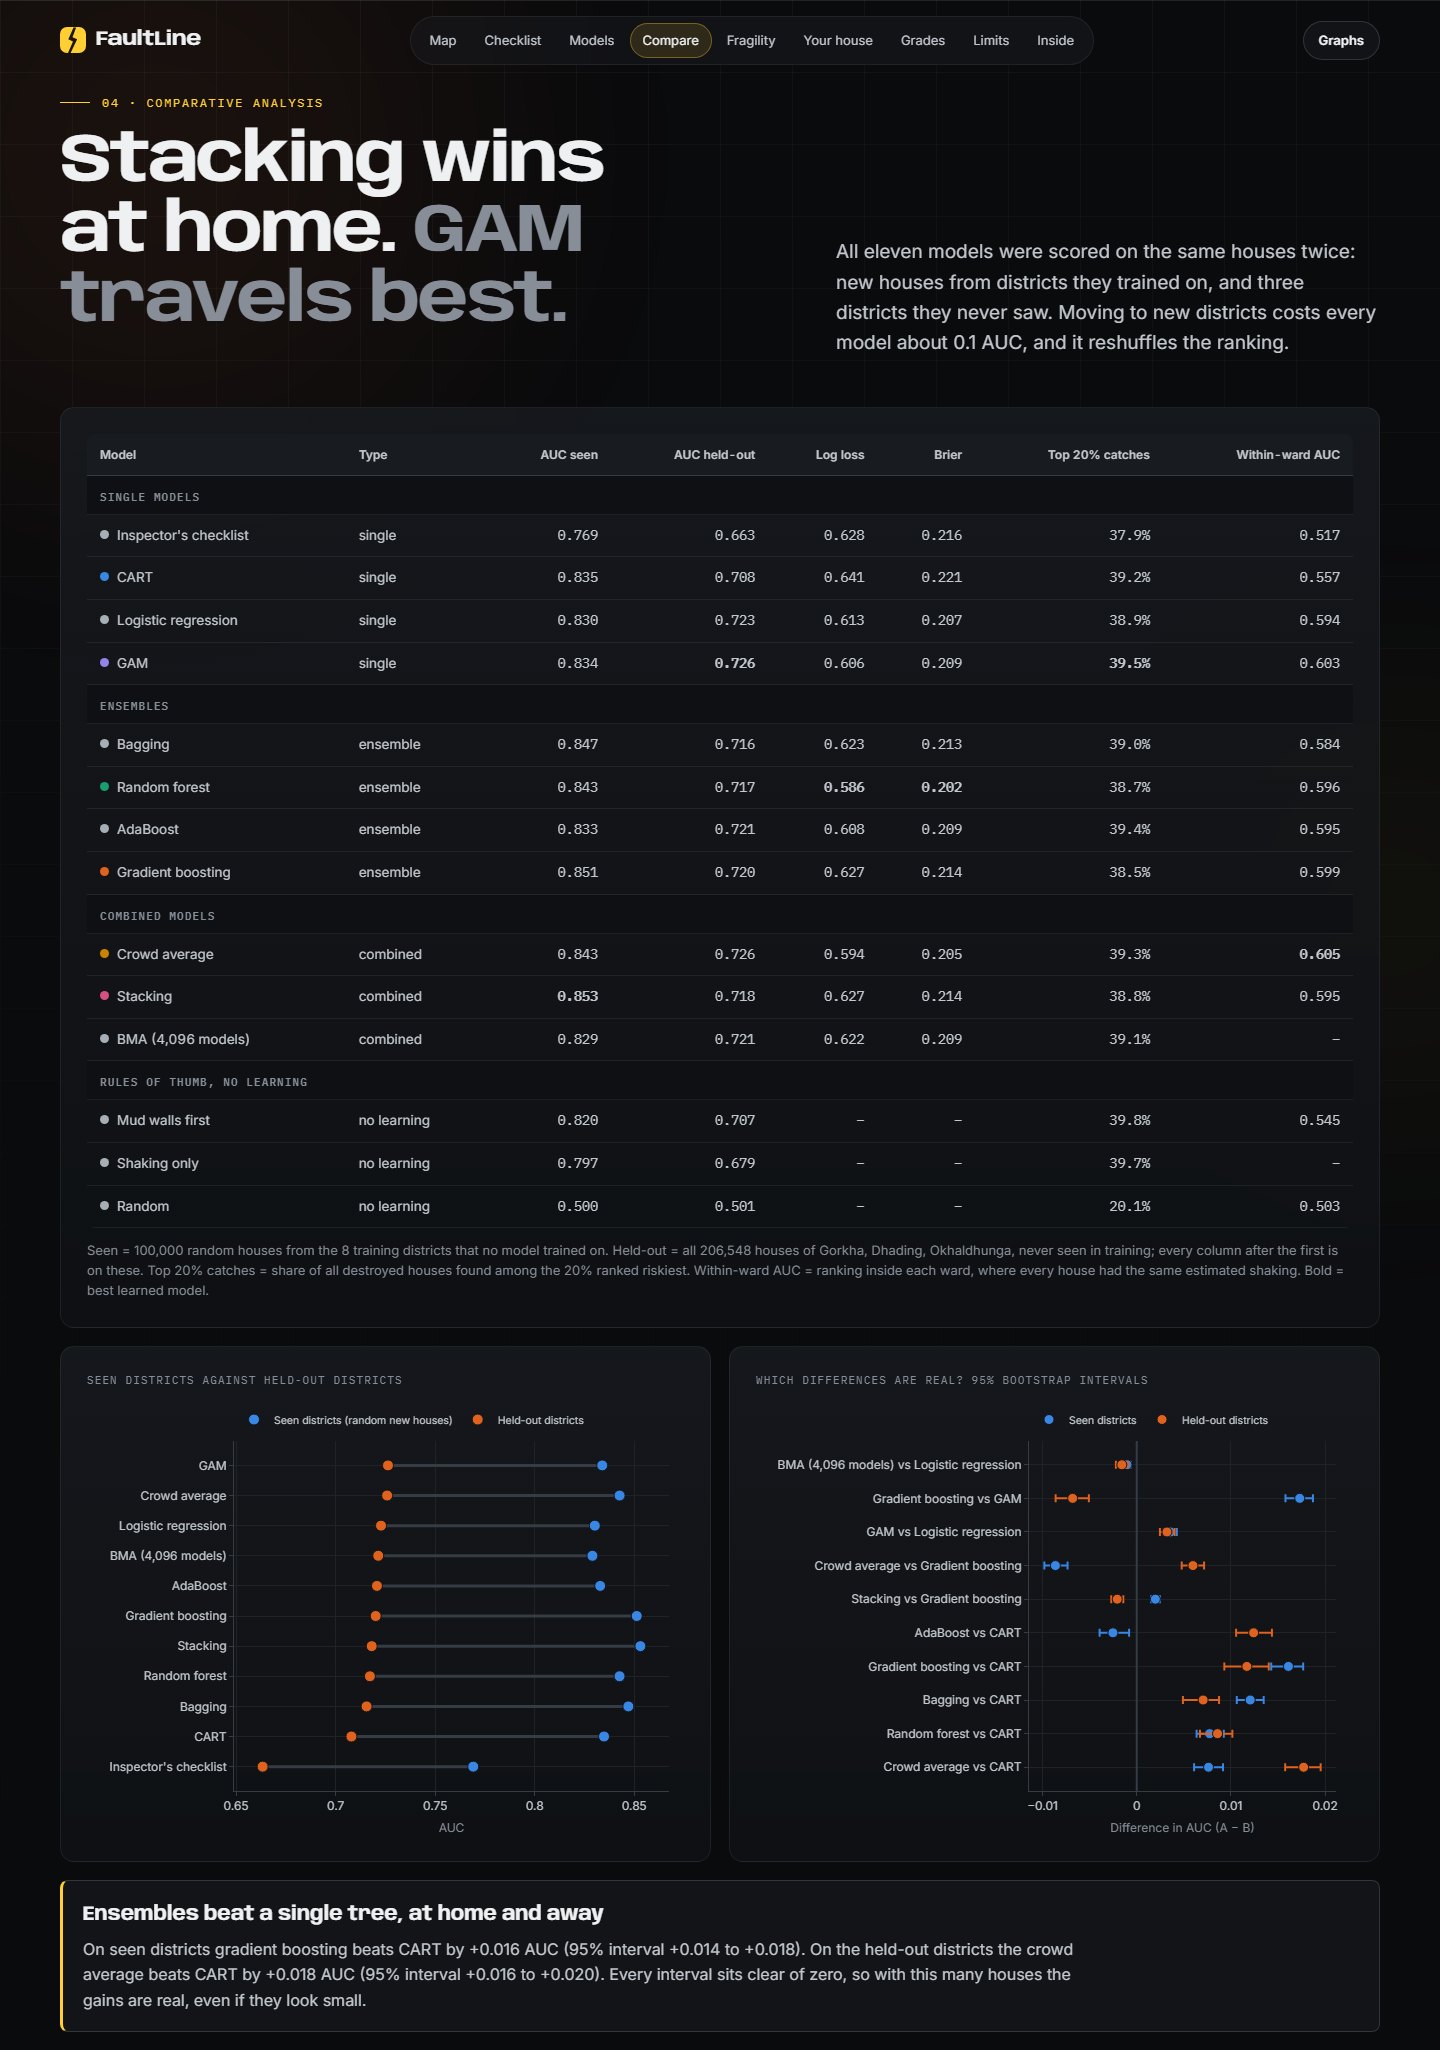 FaultLine
Map Checklist Models Compare Fragility Your house Grades Limits Inside
Graphs
04 · COMPARATIVE ANALYSIS
Stacking wins
at home. GAM
travels best.
All eleven models were scored on the same houses twice:
new houses from districts they trained on, and three
districts they never saw. Moving to new districts costs every
model about 0.1 AUC, and it reshuffles the ranking.
Model Type AUC seen AUC held-out Log loss Brier Top 20% catches Within-ward AUC
SINGLE MODELS
Inspector's checklist single 0.769 0.663 0.628 0.216 37.9% 0.517
CART single 0.835 0.708 0.641 0.221 39.2% 0.557
Logistic regression single 0.830 0.723 0.613 0.207 38.9% 0.594
GAM single 0.834 0.726 0.606 0.209 39.5% 0.603
ENSEMBLES
Bagging ensemble 0.847 0.716 0.623 0.213 39.0% 0.584
Random forest ensemble 0.843 0.717 0.586 0.202 38.7% 0.596
AdaBoost ensemble 0.833 0.721 0.608 0.209 39.4% 0.595
Gradient boosting ensemble 0.851 0.720 0.627 0.214 38.5% 0.599
COMBINED MODELS
Crowd average combined 0.843 0.726 0.594 0.205 39.3% 0.605
Stacking combined 0.853 0.718 0.627 0.214 38.8% 0.595
BMA (4,096 models) combined 0.829 0.721 0.622 0.209 39.1% –
RULES OF THUMB, NO LEARNING
Mud walls first no learning 0.820 0.707 – – 39.8% 0.545
Shaking only no learning 0.797 0.679 – – 39.7% –
Random no learning 0.500 0.501 – – 20.1% 0.503
Seen = 100,000 random houses from the 8 training districts that no model trained on. Held-out = all 206,548 houses of Gorkha, Dhading, Okhaldhunga, never seen in training; every column after the first is
on these. Top 20% catches = share of all destroyed houses found among the 20% ranked riskiest. Within-ward AUC = ranking inside each ward, where every house had the same estimated shaking. Bold =
best learned model.
SEEN DISTRICTS AGAINST HELD-OUT DISTRICTS
Seen districts (random new houses) Held-out districts
GAM
Crowd average
Logistic regression
BMA (4,096 models)
AdaBoost
Gradient boosting
Stacking
Random forest
Bagging
CART
Inspector's checklist
0.65 0.7 0.75 0.8 0.85
AUC
WHICH DIFFERENCES ARE REAL? 95% BOOTSTRAP INTERVALS
Seen districts Held-out districts
BMA (4,096 models) vs Logistic regression
Gradient boosting vs GAM
GAM vs Logistic regression
Crowd average vs Gradient boosting
Stacking vs Gradient boosting
AdaBoost vs CART
Gradient boosting vs CART
Bagging vs CART
Random forest vs CART
Crowd average vs CART
−0.01 0 0.01 0.02
Difference in AUC (A − B)
Ensembles beat a single tree, at home and away
On seen districts gradient boosting beats CART by +0.016 AUC (95% interval +0.014 to +0.018). On the held-out districts the crowd
average beats CART by +0.018 AUC (95% interval +0.016 to +0.020). Every interval sits clear of zero, so with this many houses the
gains are real, even if they look small.